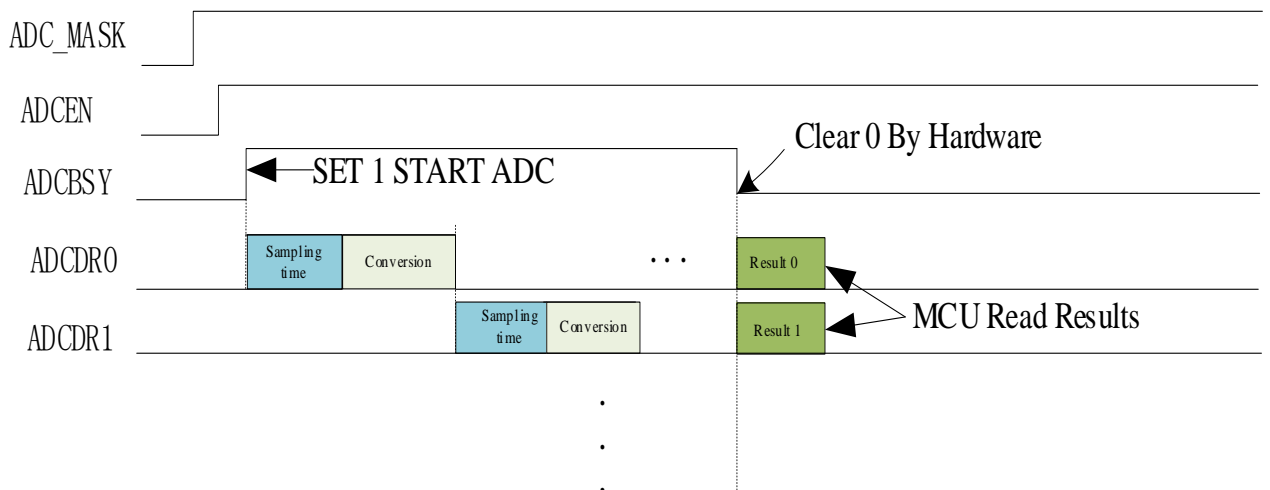 ADC_MASK
ADCEN
Clear 0 By Hardware
ADCBSY
SET 1 START ADC
ADCDR0
Sampling
time
Conversion
...
Result 0
MCU Read Results
ADCDR1
Sampling
time
Conversion
Result 1